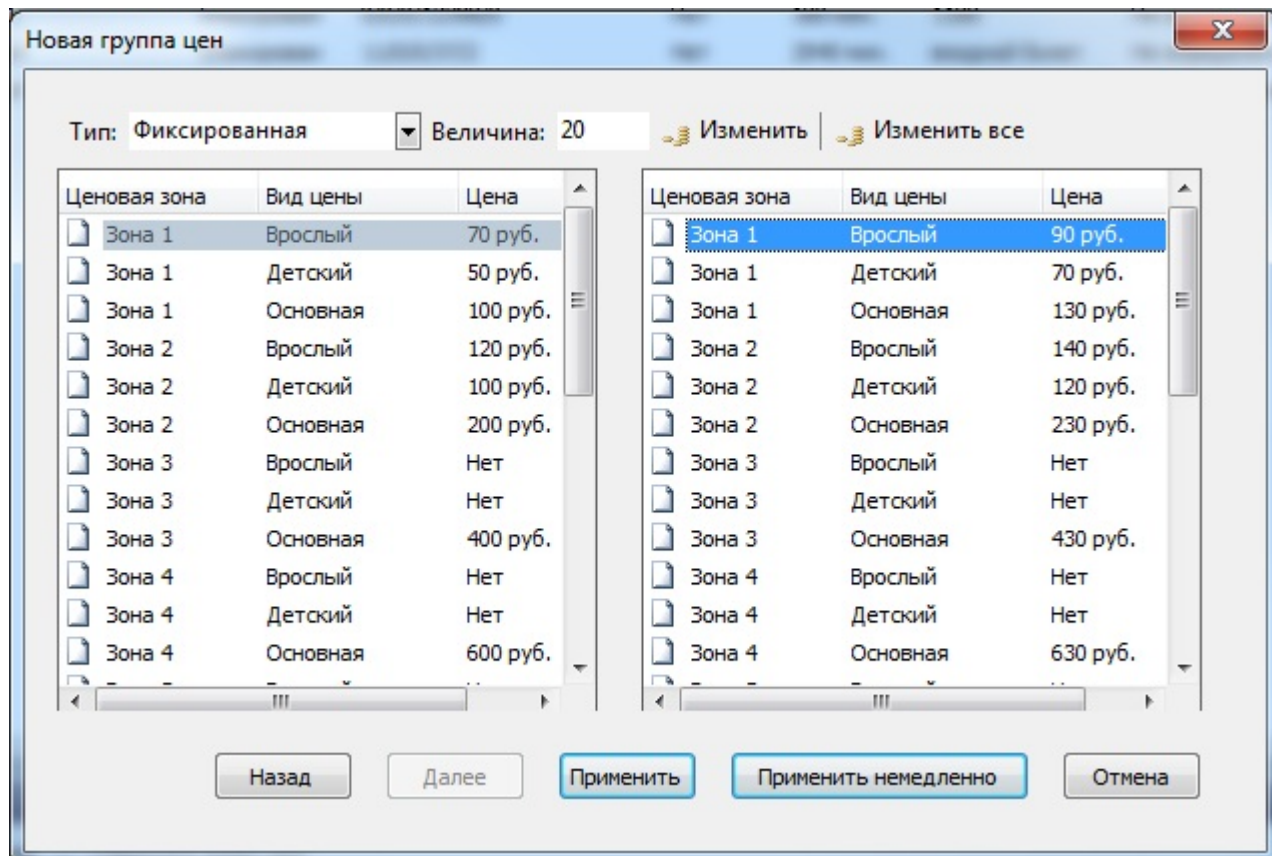 Новая группа цен
Тип: Фиксированная Величина: 20 Изменить Изменить все
Ценовая зона Вид цены Цена Ценовая зона Вид цены Цена
Зона 1 Врослый 70 руб. Зона 1 Врослый 90 руб.
Зона 1 Детский 50 руб. Зона 1 Детский 70 руб.
Зона 1 Основная 100 руб. Зона 1 Основная 130 руб.
Зона 2 Врослый 120 руб. Зона 2 Врослый 140 руб.
Зона 2 Детский 100 руб. Зона 2 Детский 120 руб.
Зона 2 Основная 200 руб. Зона 2 Основная 230 руб.
Зона 3 Врослый Нет Зона 3 Врослый Нет
Зона 3 Детский Нет Зона 3 Детский Нет
Зона 3 Основная 400 руб. Зона 3 Основная 430 руб.
Зона 4 Врослый Нет Зона 4 Врослый Нет
Зона 4 Детский Нет Зона 4 Детский Нет
Зона 4 Основная 600 руб. Зона 4 Основная 630 руб.
Назад Далее Применить Применить немедленно Отмена